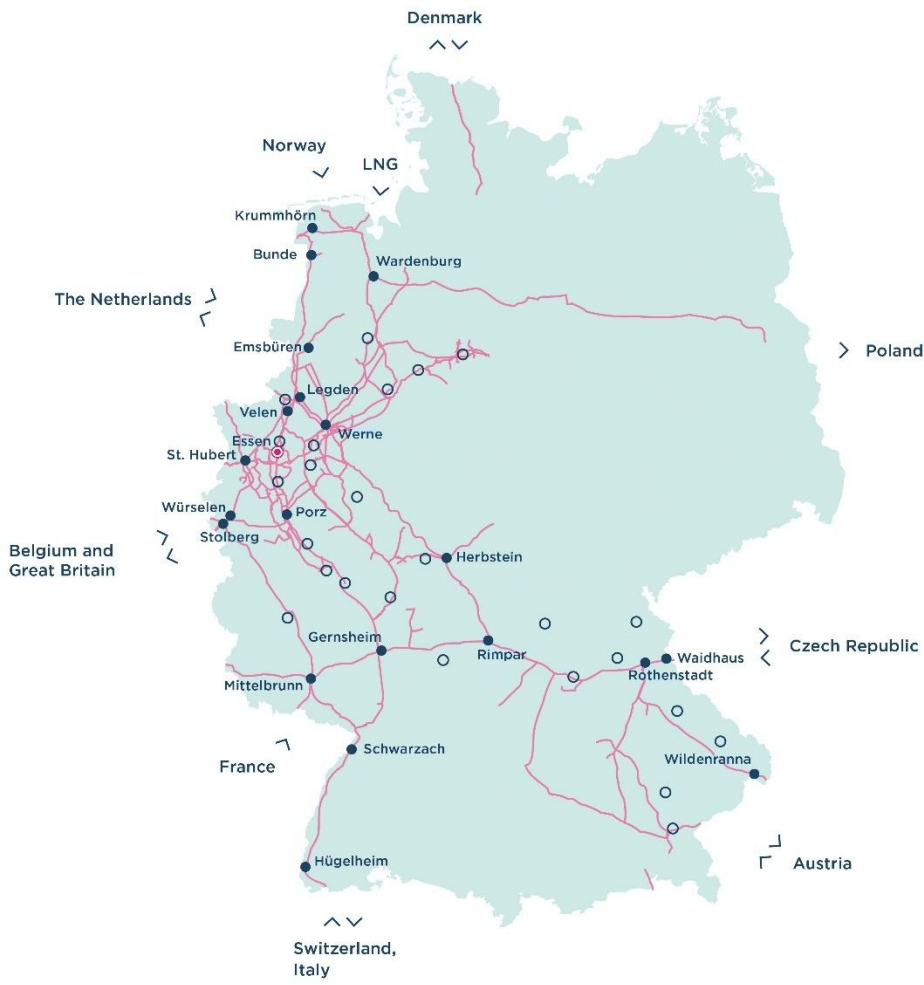 Denmark
Norway
LNG
Krummhörn
Bunde
Wardenburg
The Netherlands
Emsbüren
Poland
Legden
Velen
Essen
Werne
St. Hubert
Würselen
Porz
Stolberg
Belgium and
Great Britain
Herbstein
Gernsheim
Rimpar
Waidhaus
Czech Republic
Rothenstadt
Mittelbrunn
Schwarzach
France
Wildenranna
Hügelheim
Austria
Switzerland,
Italy